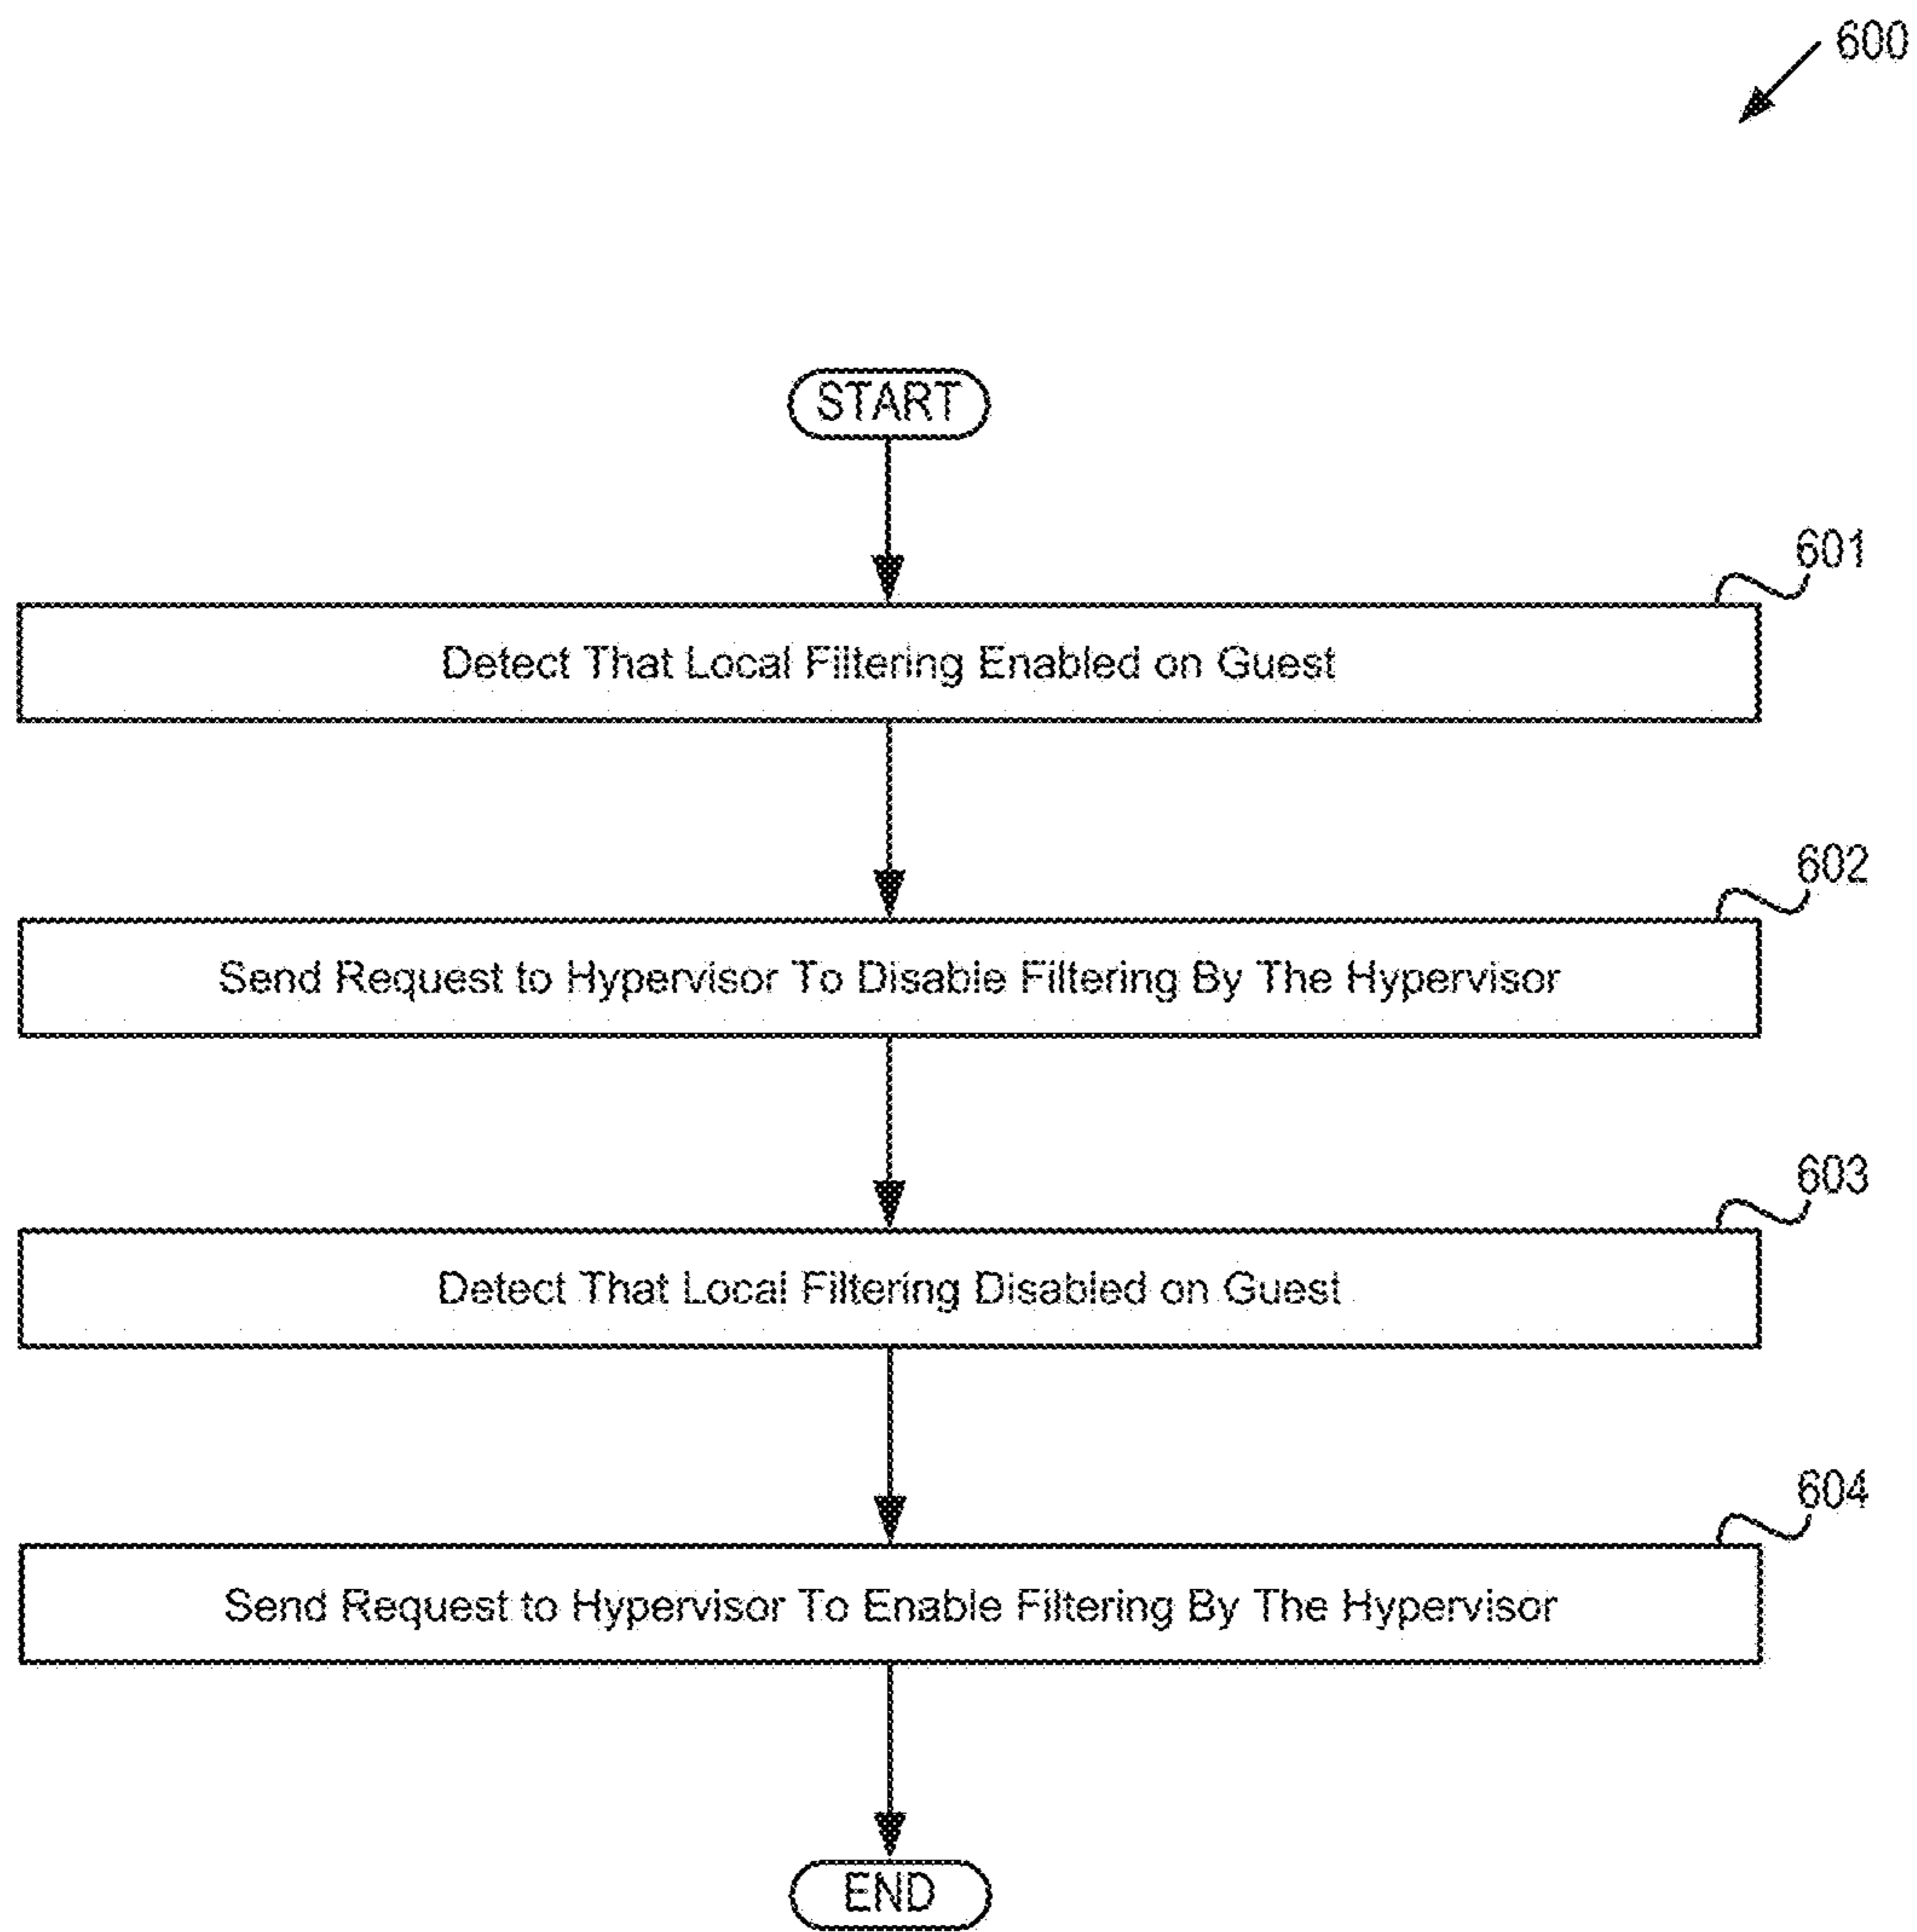 600
START
601
Detect That Local Filtering Enabled on Guest
602
Send Request to Hypervisor To Disable Filtering By The Hypervisor
603
Detect That Local Filtering Disabled on Guest
604
Send Request to Hypervisor To Enable Filtering By The Hypervisor
END